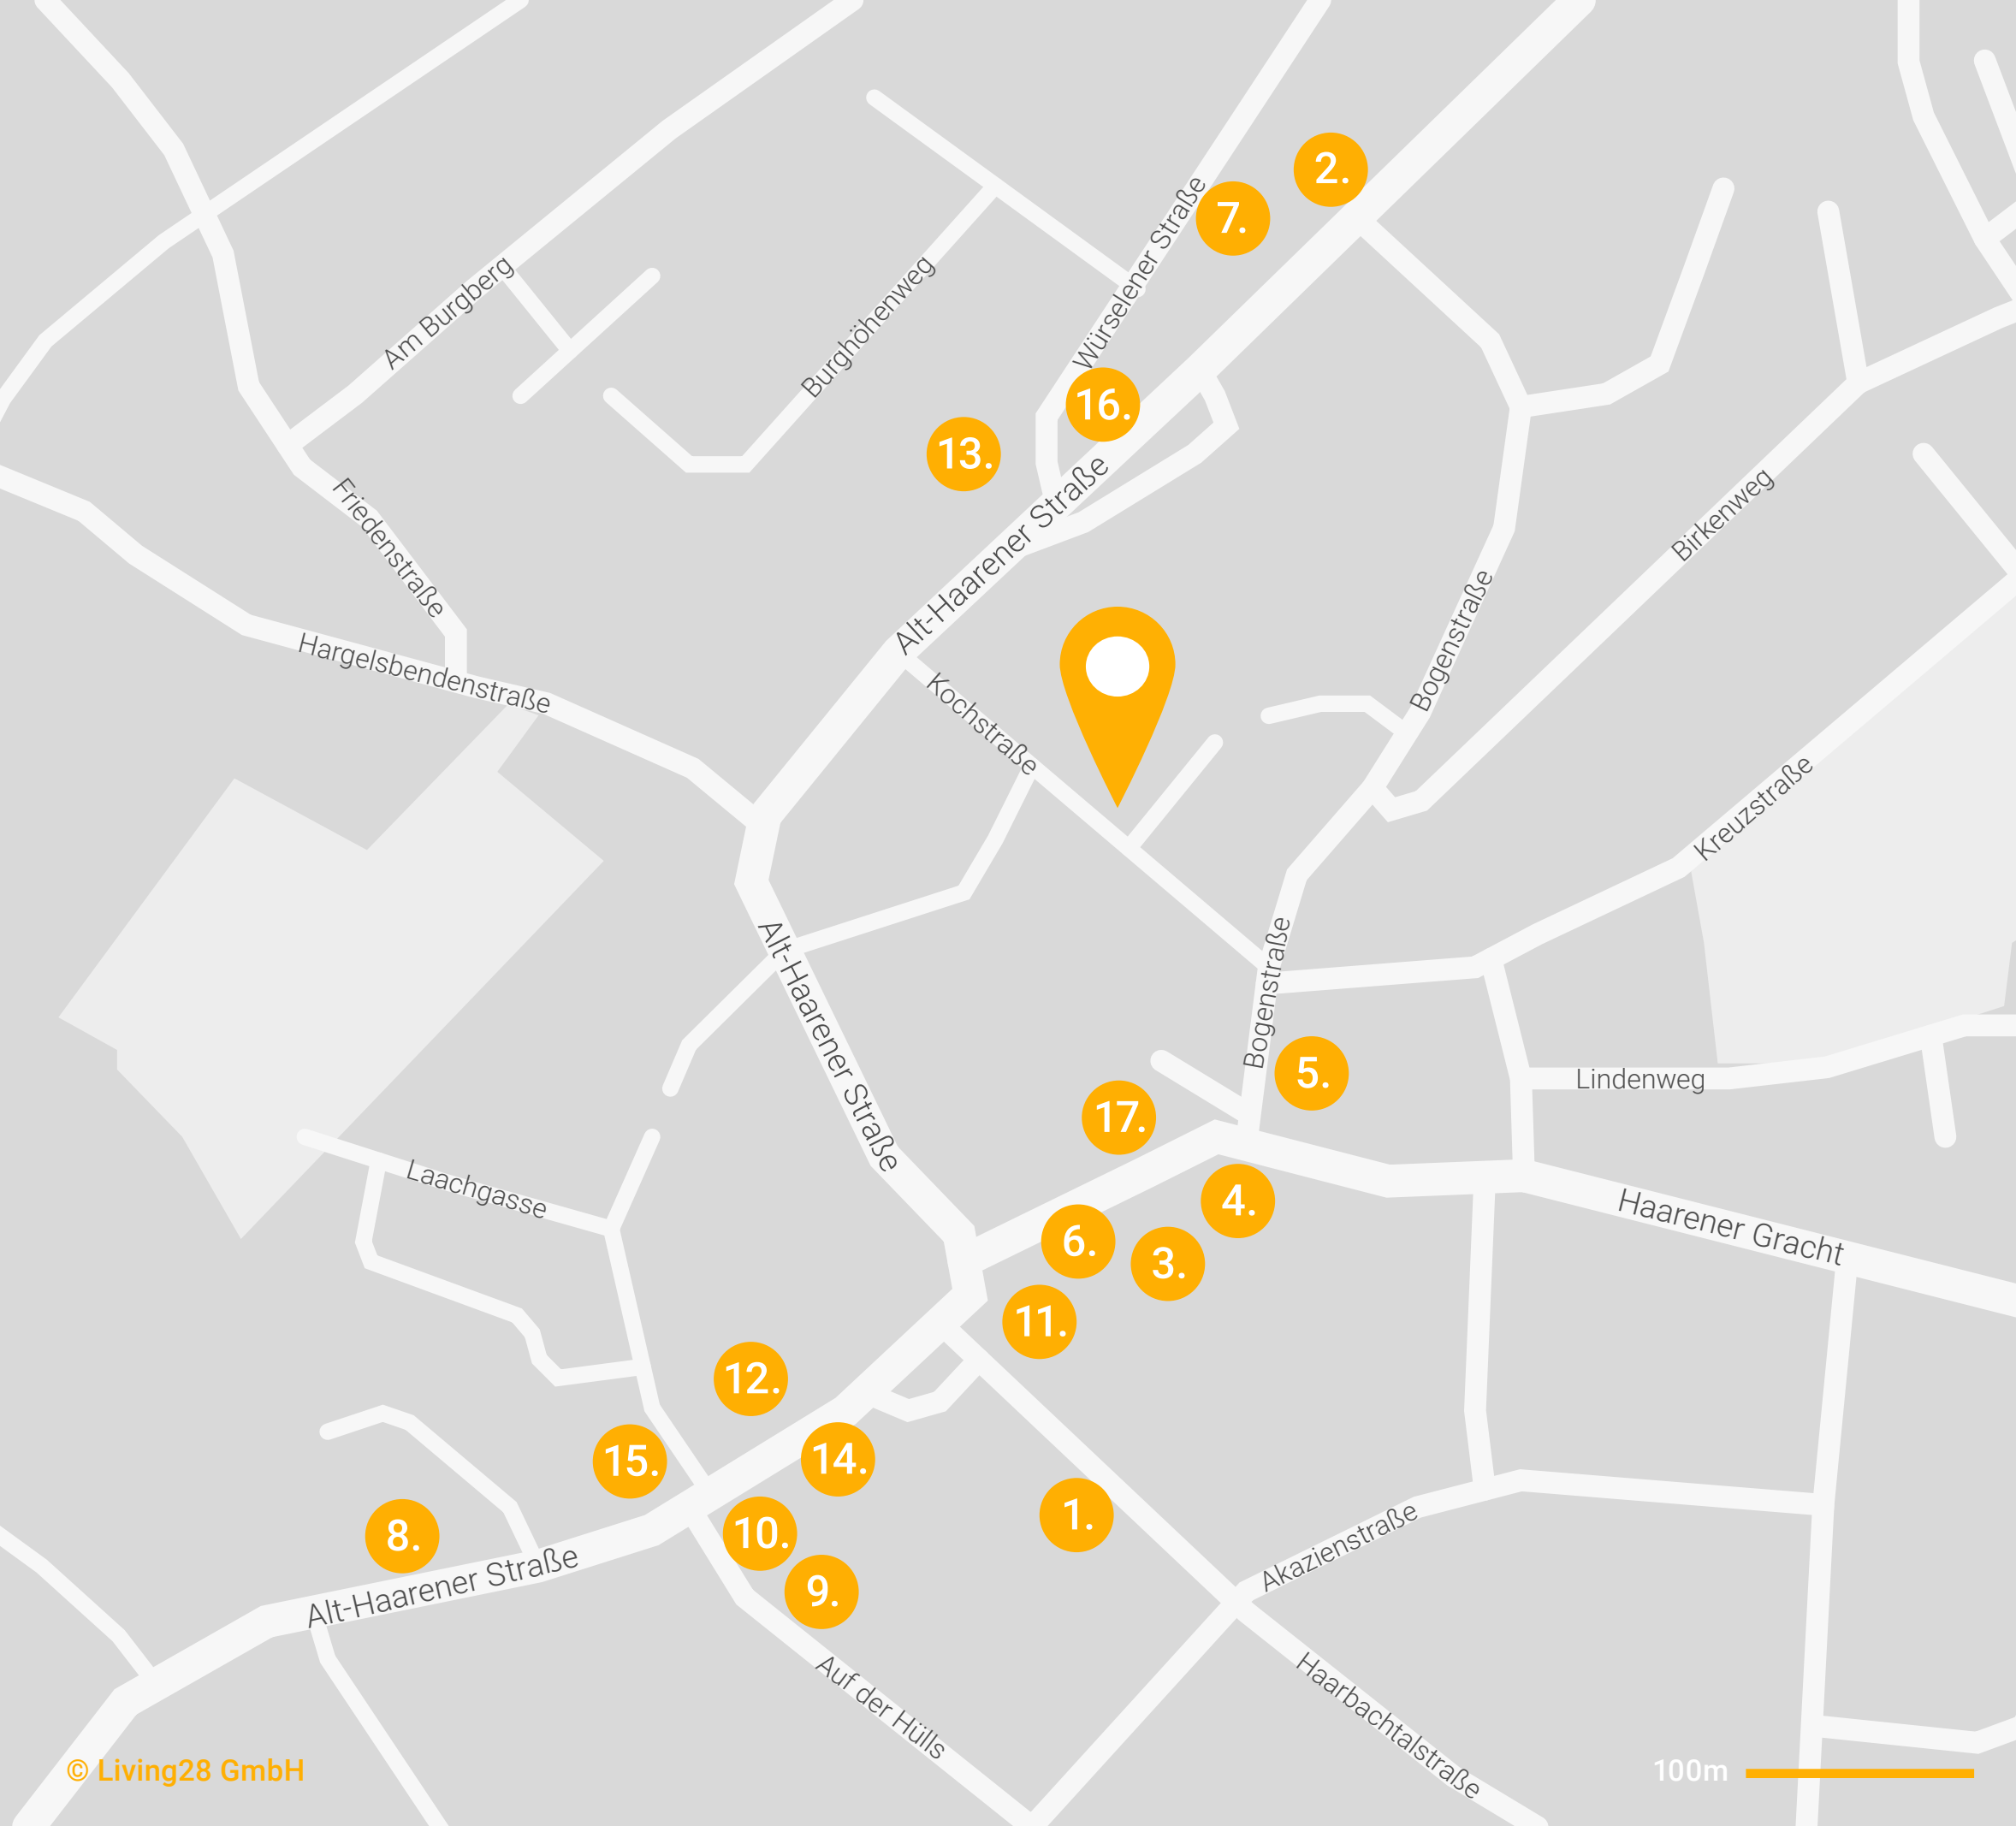 2.
7.
Würselener Straße
Am Burgberg
Burghöhenweg
16.
13.
Alt-Haarener Straße
Friedenstraße
Birkenweg
Bogenstraße
Hargelsbendenstraße
Kochstraße
Kreuzstraße
Alt-Haarener Straße
Bogenstraße
5.
Lindenweg
17.
Laachgasse
4.
Haarener Gracht
6.
3.
11.
12.
14.
15.
1.
10.
8.
Akazienstraße
9.
Alt-Haarener Straße
Auf der Hüills
Haarbachtalstraße
© Living28 GmbH
100m